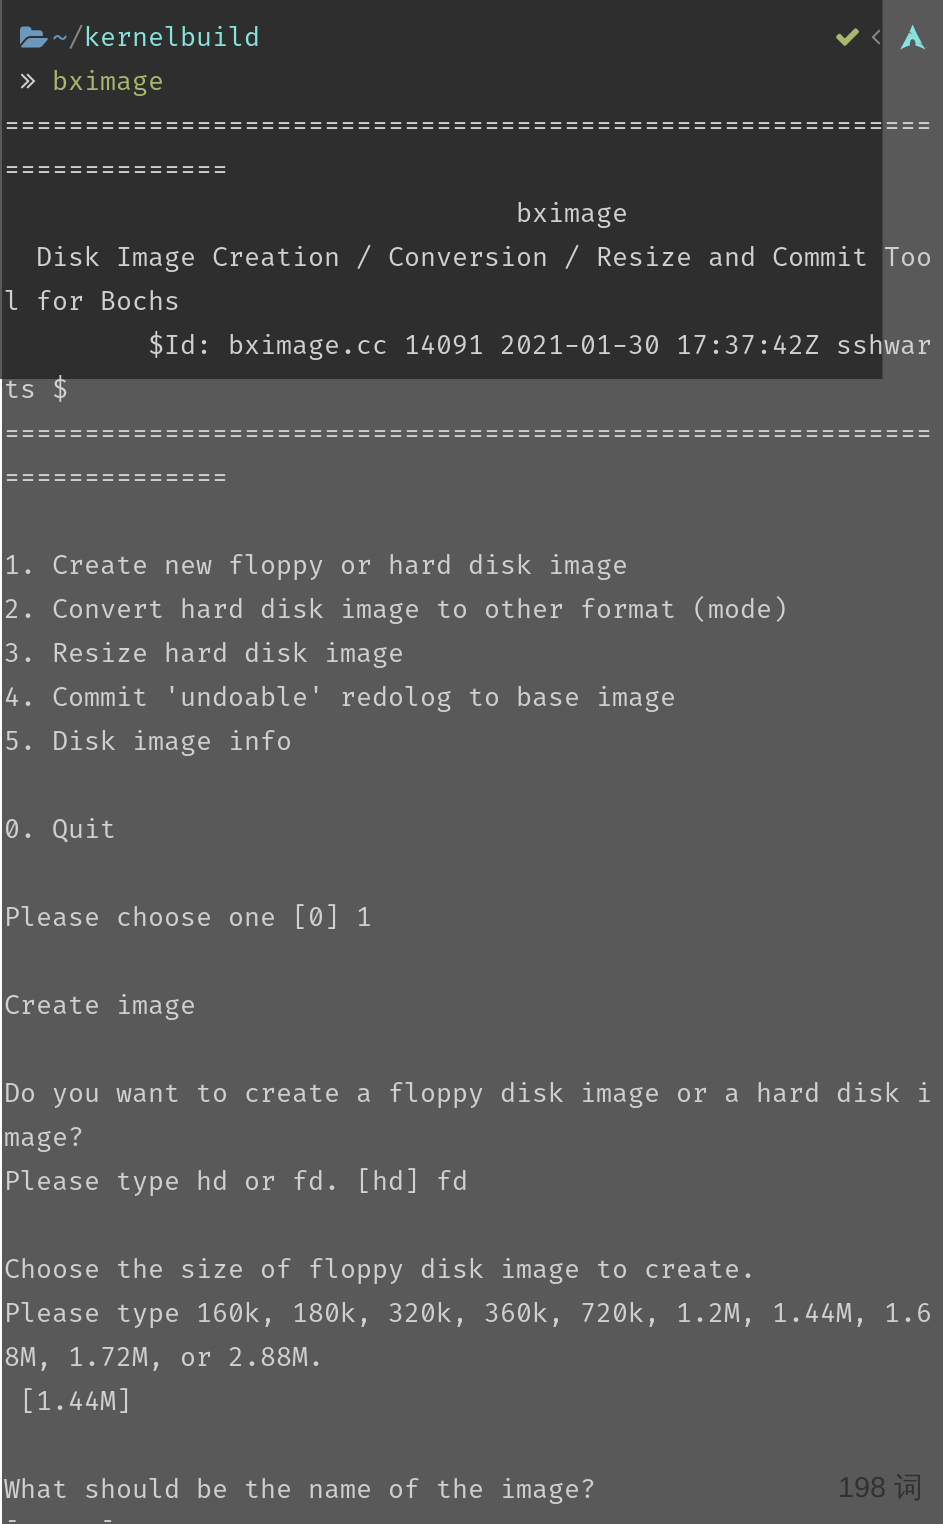 ~/kernelbuild
» bximage
==========================================================
==============
bximage
Disk Image Creation / Conversion / Resize and Commit Too
l for Bochs
$Id: bximage.cc 14091 2021-01-30 17:37:42Z sshwar
ts $
==========================================================
==============
1. Create new floppy or hard disk image
2. Convert hard disk image to other format (mode)
3. Resize hard disk image
4. Commit 'undoable' redolog to base image
5. Disk image info
0. Quit
Please choose one [0] 1
Create image
Do you want to create a floppy disk image or a hard disk i
mage?
Please type hd or fd. [hd] fd
Choose the size of floppy disk image to create.
Please type 160k, 180k, 320k, 360k, 720k, 1.2M, 1.44M, 1.6
8M, 1.72M, or 2.88M.
[1.44M]
What should be the name of the image?
198 词